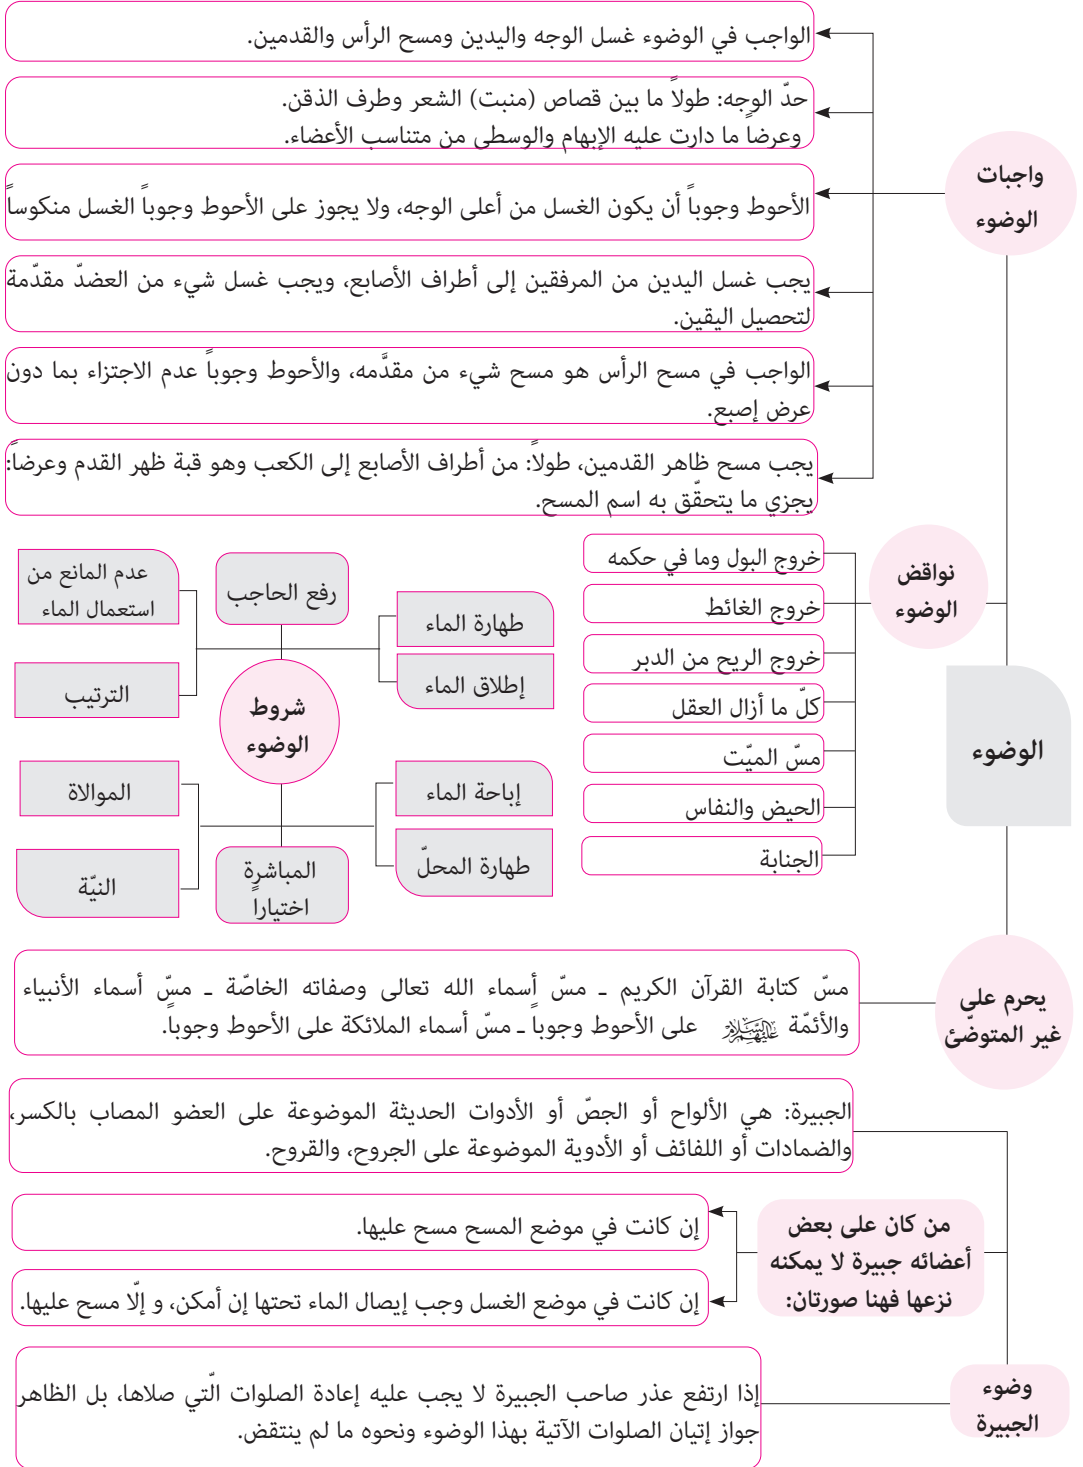 الواجب في الوضوء غسل الوجه واليدين ومسح الرأس والقدمين.
حدّ الوجه: طولاً ما بين قصاص (منبت) الشعر وطرف الذقن.
وعرضاً ما دارت عليه الإبهام والوسطى من متناسب الأعضاء.
واجبات
الوضوء
الأحوط وجوباً أن يكون الغسل من أعلى الوجه، ولا يجوز على الأحوط وجوباً الغسل منكوساً
يجب غسل اليدين من المرفقين إلى أطراف الأصابع، ويجب غسل شيء من العضدّ مقدّمة
لتحصيل اليقين.
الواجب في مسح الرأس هو مسح شيء من مقدَّمه، والأحوط وجوباً عدم الاجتزاء بما دون
عرض إصبع.
يجب مسح ظاهر القدمين، طولاً: من أطراف الأصابع إلى الكعب وهو قبة ظهر القدم وعرضاً:
يجزي ما يتحقّق به اسم المسح.
نواقض
الوضوء
خروج البول وما في حكمه
خروج الغائط
خروج الريح من الدبر
كلّ ما أزال العقل
مسّ الميّت
الحيض والنفاس
الجنابة
رفع الحاجب
عدم المانع من
استعمال الماء
طهارة الماء
إطلاق الماء
الترتيب
شروط
الوضوء
إباحة الماء
الموالاة
طهارة المحلّ
المباشرة
اختياراً
النيّة
الوضوء
يحرم على
غير المتوضّئ
مسّ كتابة القرآن الكريم ـ مسّ أسماء الله تعالى وصفاته الخاصّة ـ مسّ أسماء الأنبياء
والأئمّة عليهم السلام على الأحوط وجوباً ـ مسّ أسماء الملائكة على الأحوط وجوباً.
الجبيرة: هي الألواح أو الجصّ أو الأدوات الحديثة الموضوعة على العضو المصاب بالكسر،
والضمادات أو اللفائف أو الأدوية الموضوعة على الجروح، والقروح.
من كان على بعض
أعضائه جبيرة لا يمكنه
نزعها فهنا صورتان:
إن كانت في موضع المسح مسح عليها.
إن كانت في موضع الغسل وجب إيصال الماء تحتها إن أمكن، و إلّا مسح عليها.
وضوء
الجبيرة
إذا ارتفع عذر صاحب الجبيرة لا يجب عليه إعادة الصلوات الّتي صلاها، بل الظاهر
جواز إتيان الصلوات الآتية بهذا الوضوء ونحوه ما لم ينتقض.